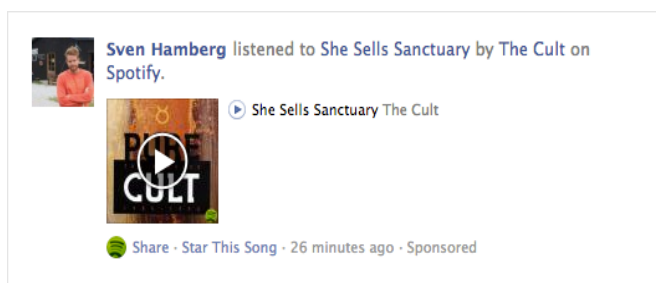 Sven Hamberg listened to She Sells Sanctuary by The Cult on
Spotify.
She Sells Sanctuary The Cult
PURE
CULT
Share · Star This Song · 26 minutes ago · Sponsored